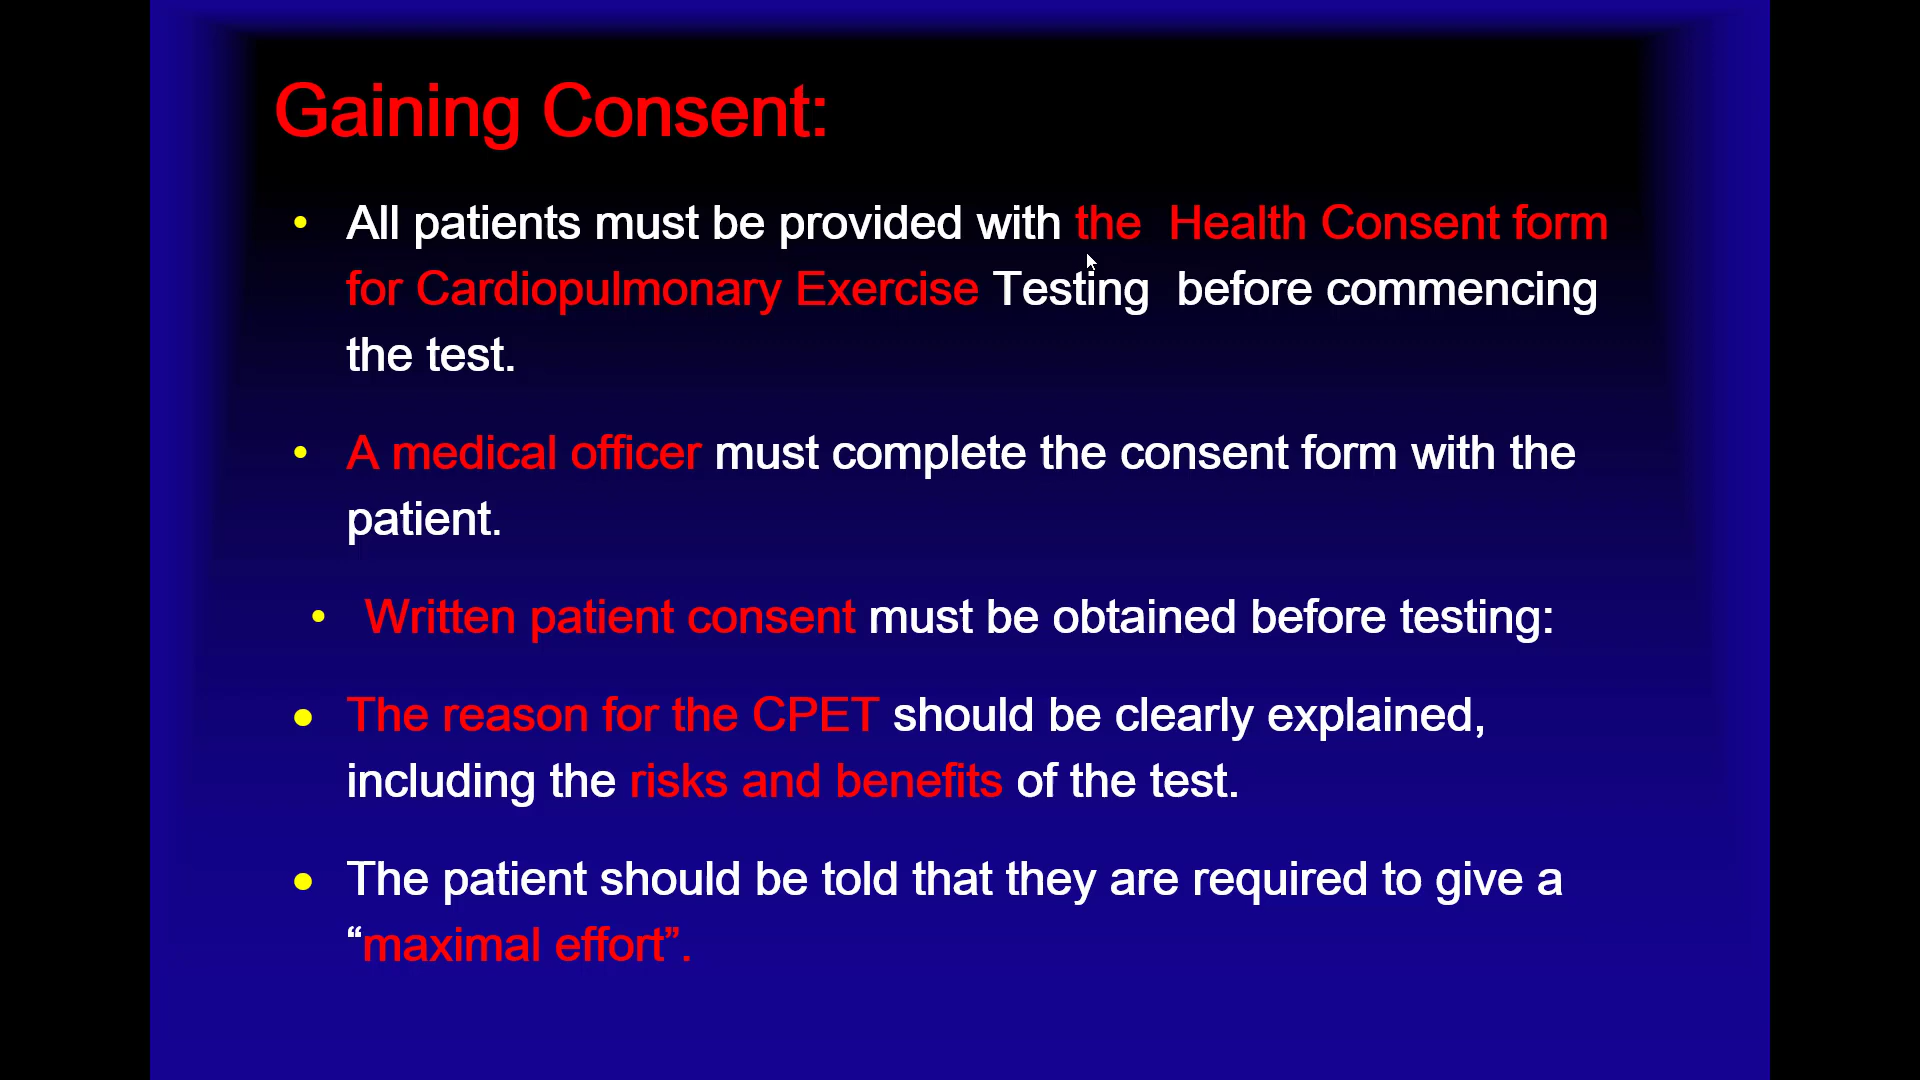 Gaining Consent:
• All patients must be provided with the Health Consent form
for Cardiopulmonary Exercise Testing before commencing
the test.
• A medical officer must complete the consent form with the
patient.
• Written patient consent must be obtained before testing:
• The reason for the CPET should be clearly explained,
including the risks and benefits of the test.
• The patient should be told that they are required to give a
“maximal effort”.